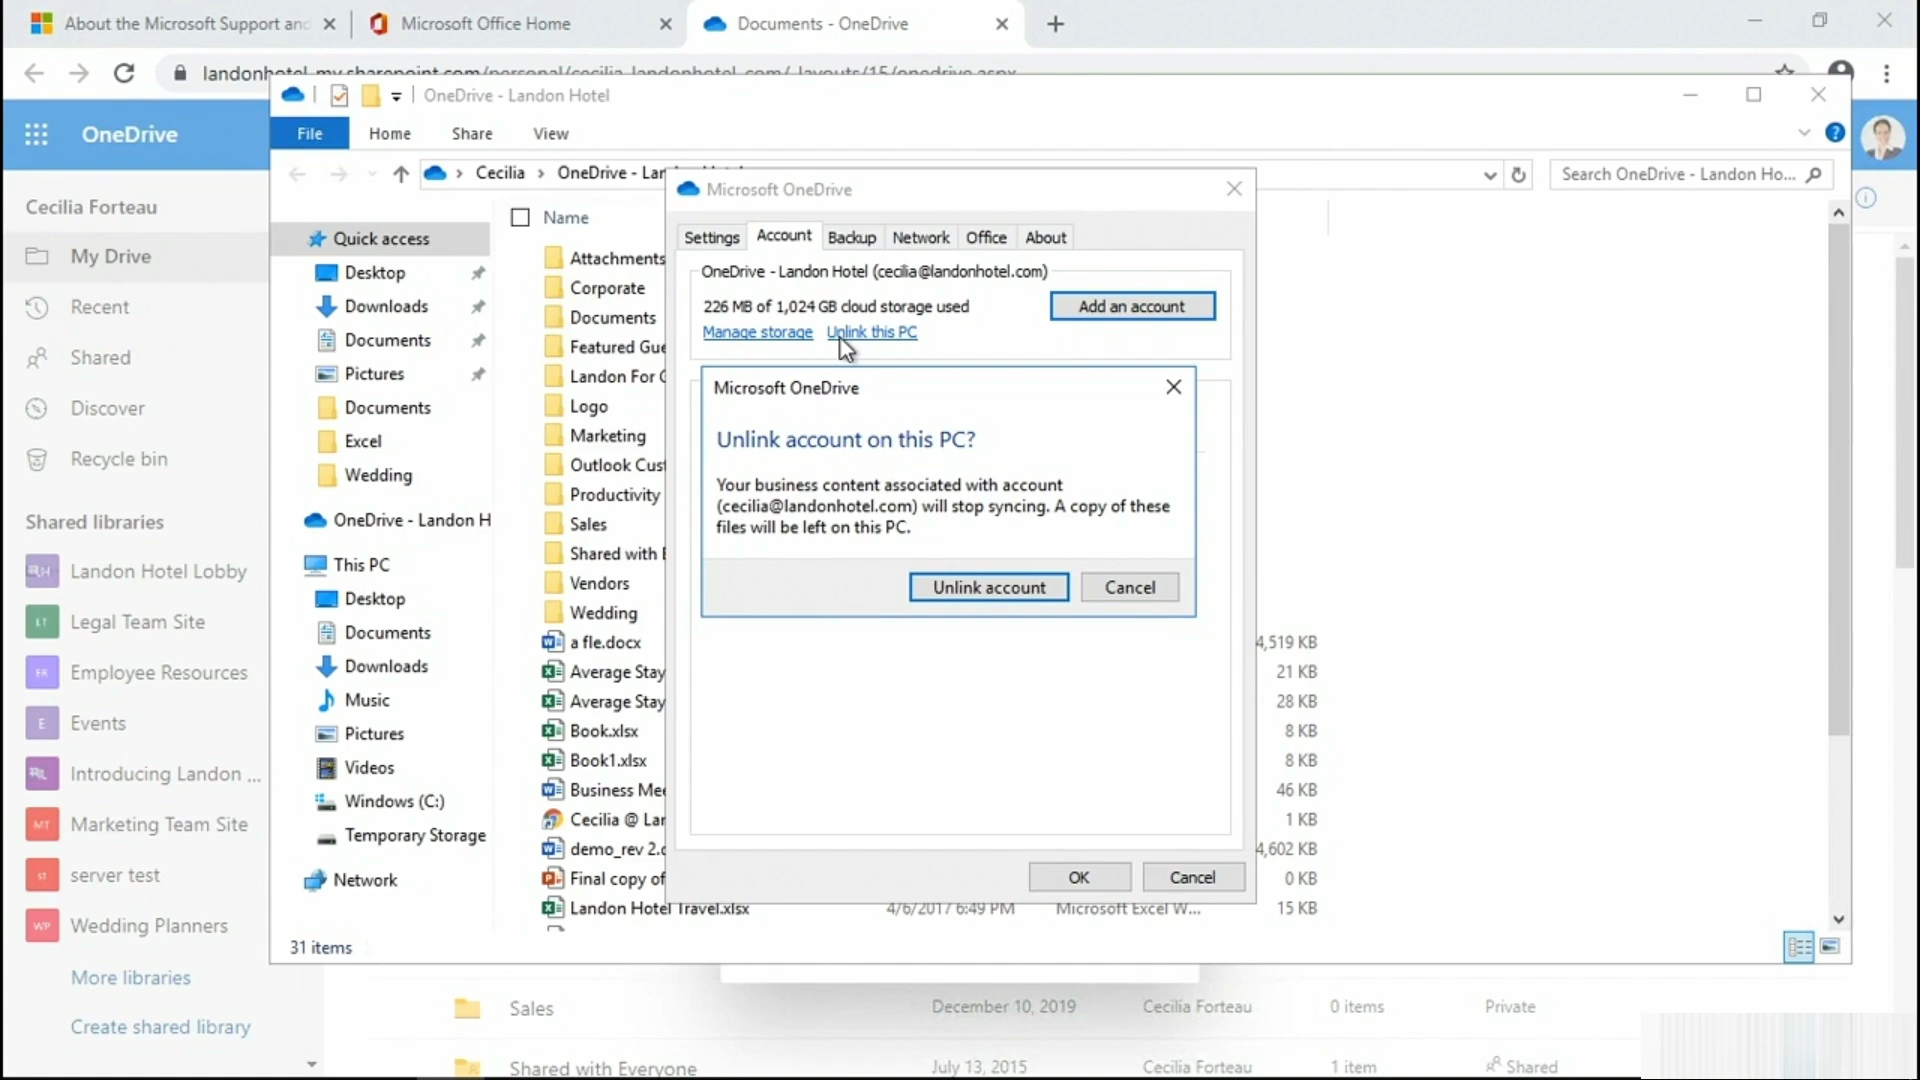 About the Microsoft Support and
Microsoft Office Home
Documents - OneDrive
OneDrive - Landon Hotel
File
Home
Share
View
OneDrive
Cecilia
OneDrive -
Search OneDrive - Landon Ho...
Cecilia Forteau
My Drive
Recent
Shared
Discover
Recycle bin
Shared libraries
Landon Hotel Lobby
LT
Legal Team Site
ER
Employee Resources
E
Events
Introducing Landon ...
MT
Marketing Team Site
st
server test
WP
Wedding Planners
More libraries
Create shared library
Quick access
Desktop
Downloads
Documents
Pictures
Documents
Excel
Wedding
OneDrive - Landon H
This PC
Desktop
Documents
Downloads
Music
Pictures
Videos
Windows (C:)
Temporary Storage
Network
31 items
Name
Attachments
Corporate
Documents
Featured Gue
Landon For
Logo
Marketing
Outlook Cust
Productivity
Sales
Shared with
Vendors
Wedding
a fle.docx 4,519 KB
Average Stay 21 KB
Average Stay 28 KB
Book.xlsx 8 KB
Book1.xlsx 8 KB
Business Mee 46 KB
Cecilia @ Lan 1 KB
demo_rev 2. 4,602 KB
Final copy of 0 KB
Landon Hotel Travel.xlsx 4/6/2017 6:49 PM Microsoft Excel W... 15 KB
Microsoft OneDrive
Settings Account Backup Network Office About
OneDrive - Landon Hotel (cecilia@landonhotel.com)
226 MB of 1,024 GB cloud storage used
Add an account
Manage storage Unlink this PC
Microsoft OneDrive
Unlink account on this PC?
Your business content associated with account
(cecilia@landonhotel.com) will stop syncing. A copy of these
files will be left on this PC.
Unlink account
Cancel
OK
Cancel
Sales December 10, 2019 Cecilia Forteau 0 items Private
Shared with Everyone July 13, 2015 Cecilia Forteau 1 item Shared